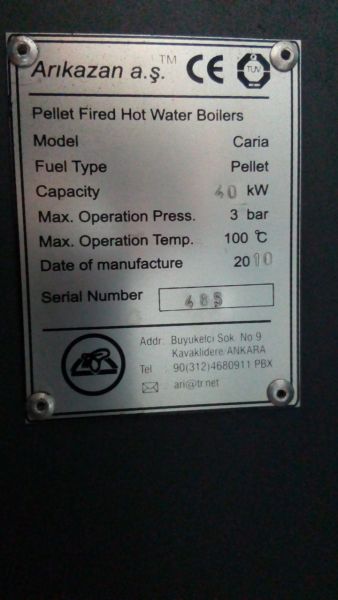 Arıkazan a.ş.™ CE TÜV
Pellet Fired Hot Water Boilers
Model Caria
Fuel Type Pellet
Capacity 40 kW
Max. Operation Press. 3 bar
Max. Operation Temp. 100 °C
Date of manufacture 2010
Serial Number
Addr: Buyukelci Sok. No 9
Kavaklidere ANKARA
Tel : 90(312)4680911 PBX
: ari@tr.net